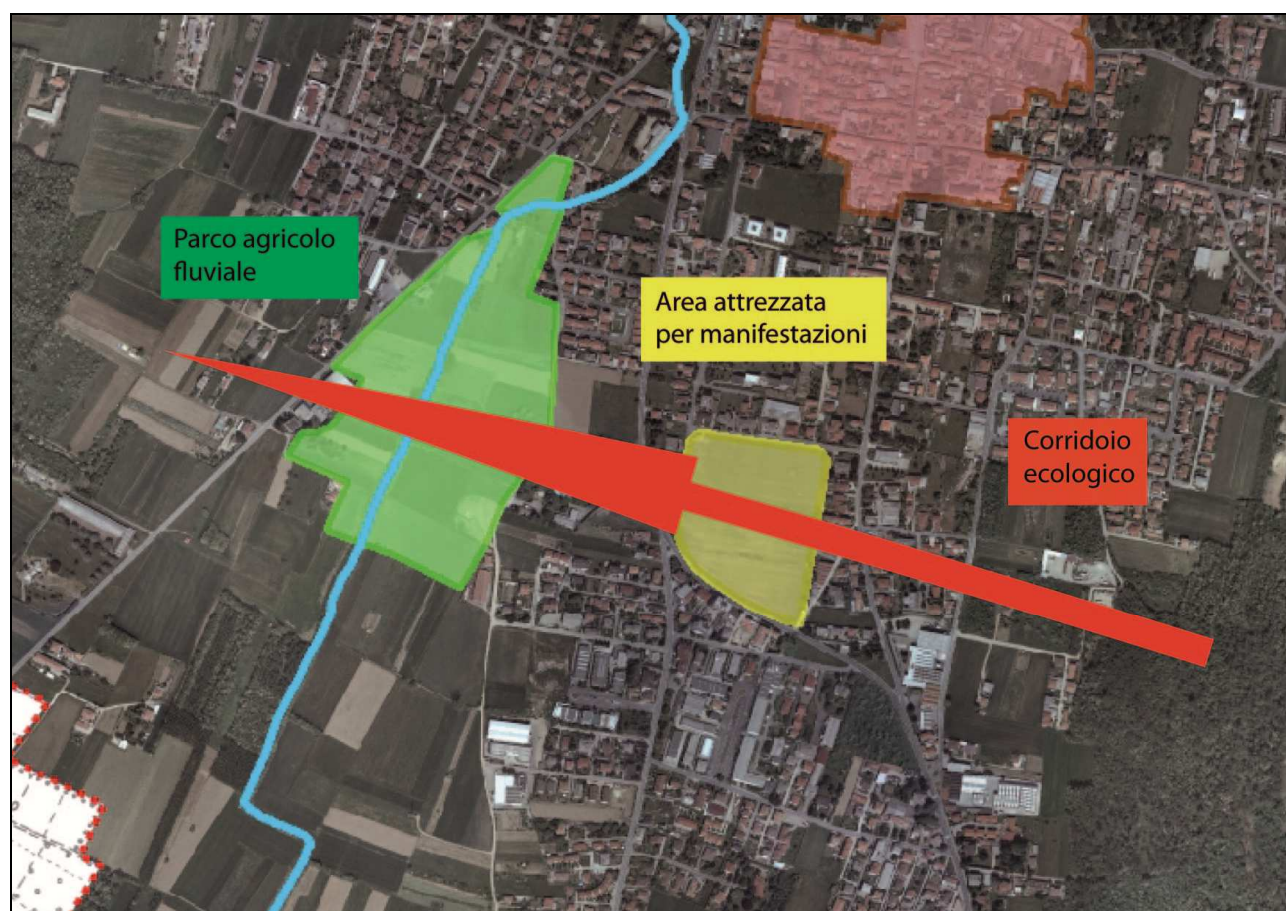 Parco agricolo
fluviale
Area attrezzata
per manifestazioni
Corridoio
ecologico